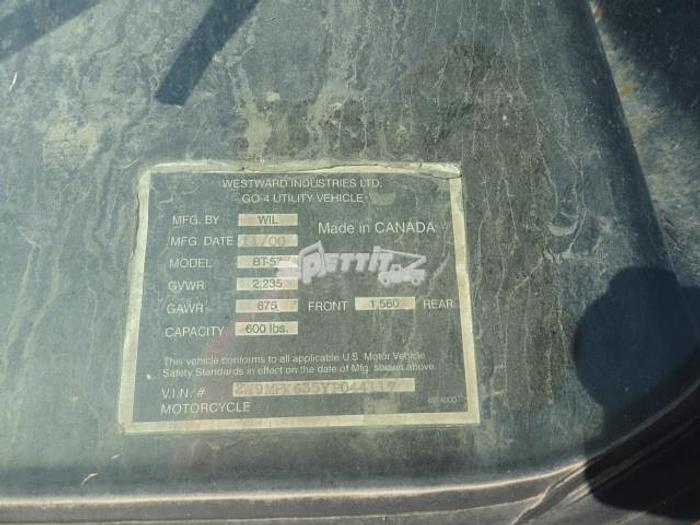 WESTWARD INDUSTRIES LTD.
GO-4 UTILITY VEHICLE
MFG. BY WIL Made in CANADA
MFG. DATE 11/00
MODEL
GVWR 2,235
GAWR 675 FRONT 1,560 REAR
CAPACITY 600 lbs.
This vehicle conforms to all applicable U.S. Motor Vehicle
Safety Standards in effect on the date of Mfg. shown above.
V.I.N. #
MOTORCYCLE
PETTIT